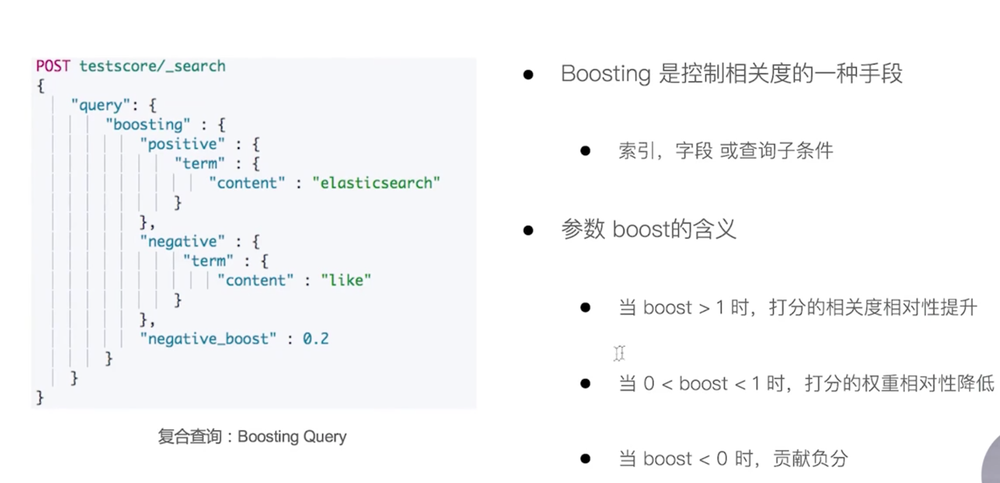 POST testscore/_search
{
"query": {
"boosting" : {
"positive" : {
"term" : {
"content" : "elasticsearch"
}
},
"negative" : {
"term" : {
"content" : "like"
}
},
"negative_boost" : 0.2
}
}
}
复合查询：Boosting Query
Boosting 是控制相关度的一种手段
索引，字段 或查询子条件
参数 boost的含义
当 boost > 1 时，打分的相关度相对性提升
当 0 < boost < 1 时，打分的权重相对性降低
当 boost < 0 时，贡献负分